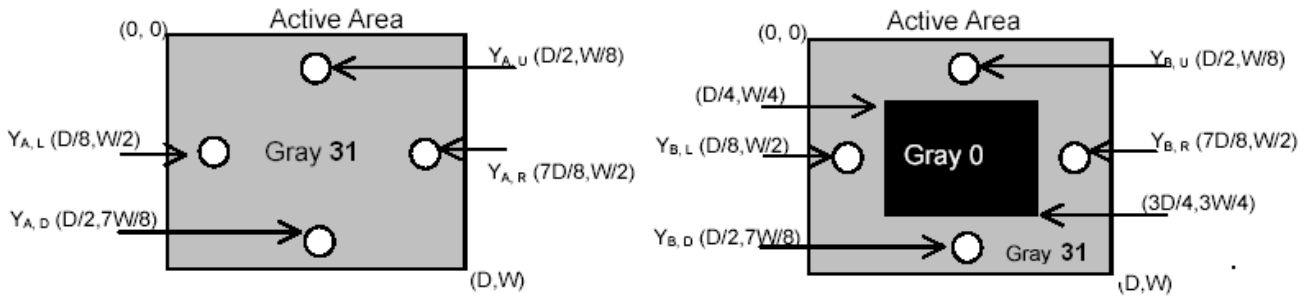 Active Area
(0, 0)
YA, U (D/2,W/8)
YA, L (D/8,W/2)
Gray 31
YA, R (7D/8,W/2)
YA, D (D/2,7W/8)
(D,W)
Active Area
(0, 0)
YB, U (D/2,W/8)
(D/4,W/4)
YB, L (D/8,W/2)
Gray 0
YB, R (7D/8,W/2)
(3D/4,3W/4)
YB, D (D/2,7W/8)
Gray 31
(D,W)